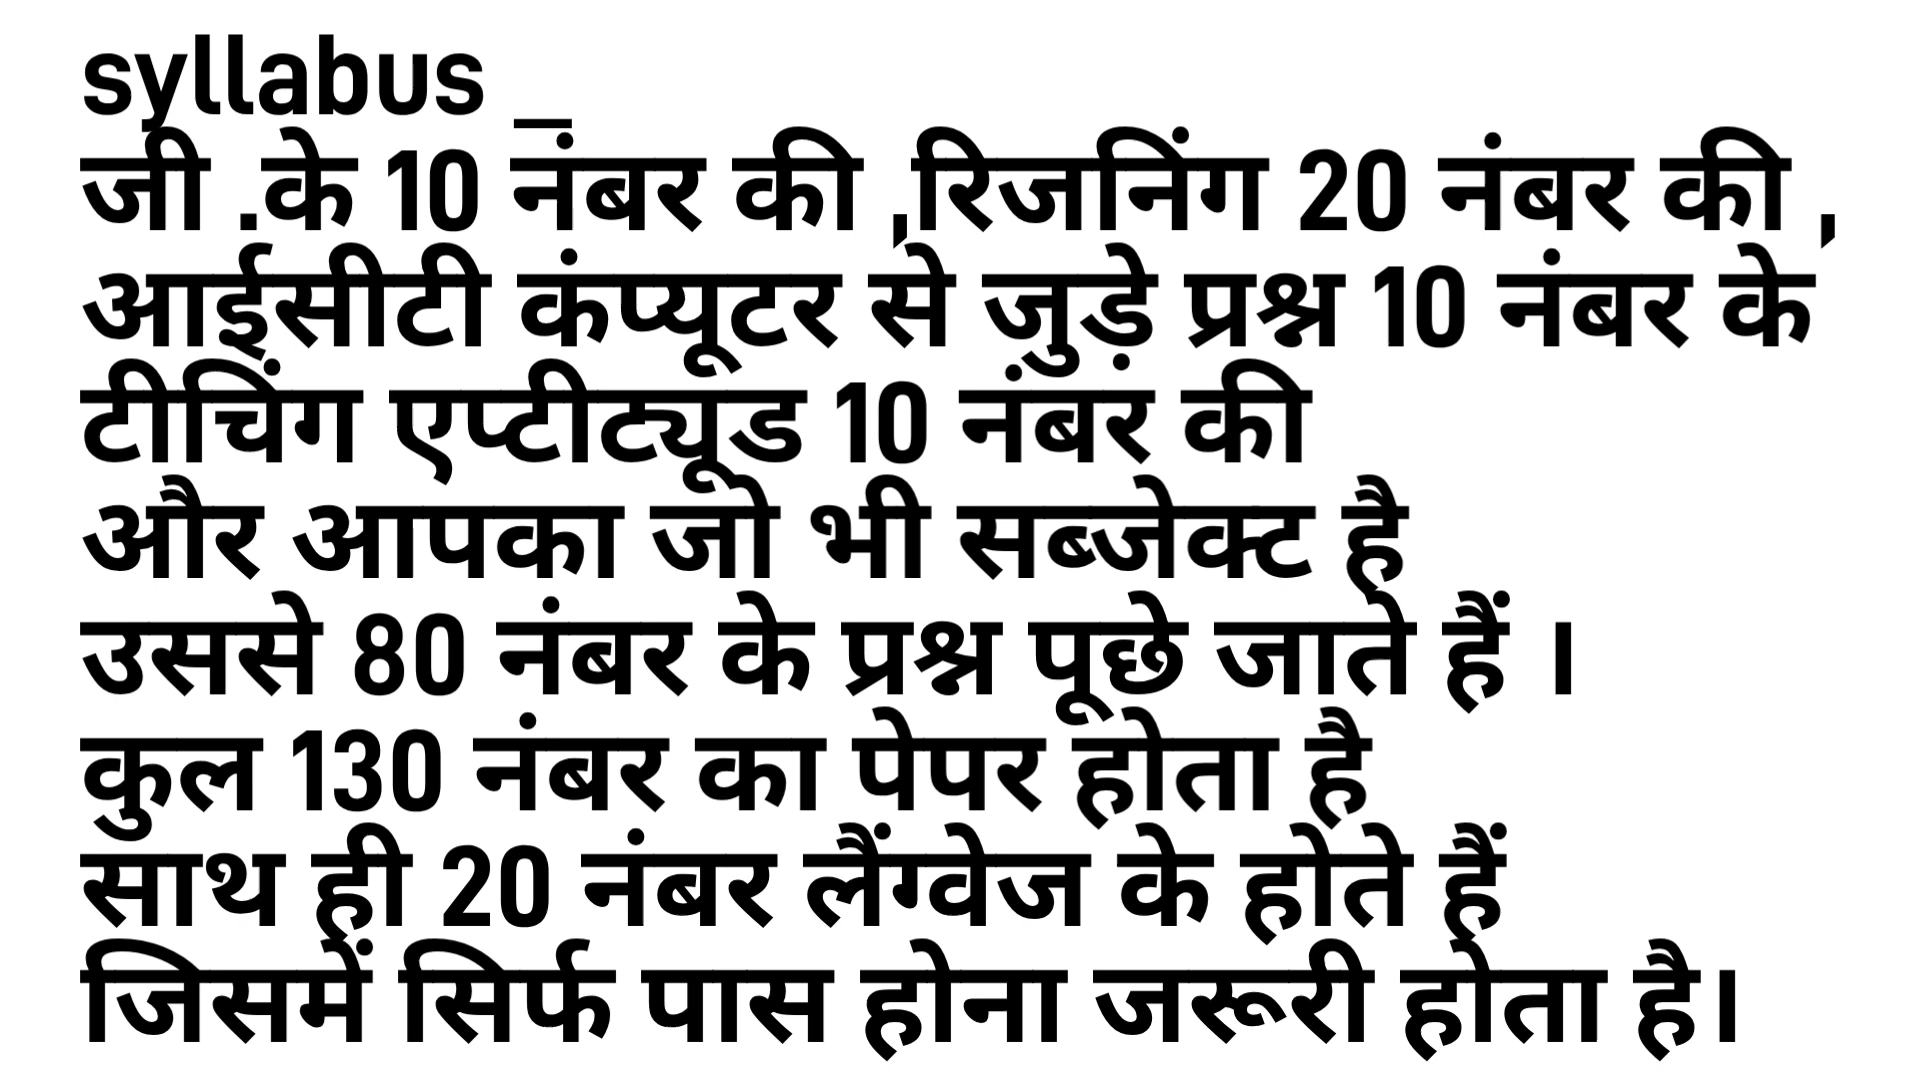 syllabus _
जी .के 10 नंबर की ,रिजनिंग 20 नंबर की ,
आईसीटी कंप्यूटर से जुड़े प्रश्न 10 नंबर के
टीचिंग एप्टीट्यूड 10 नंबर की
और आपका जो भी सब्जेक्ट है
उससे 80 नंबर के प्रश्न पूछे जाते हैं ।
कुल 130 नंबर का पेपर होता है
साथ ही 20 नंबर लैंग्वेज के होते हैं
जिसमें सिर्फ पास होना जरूरी होता है।